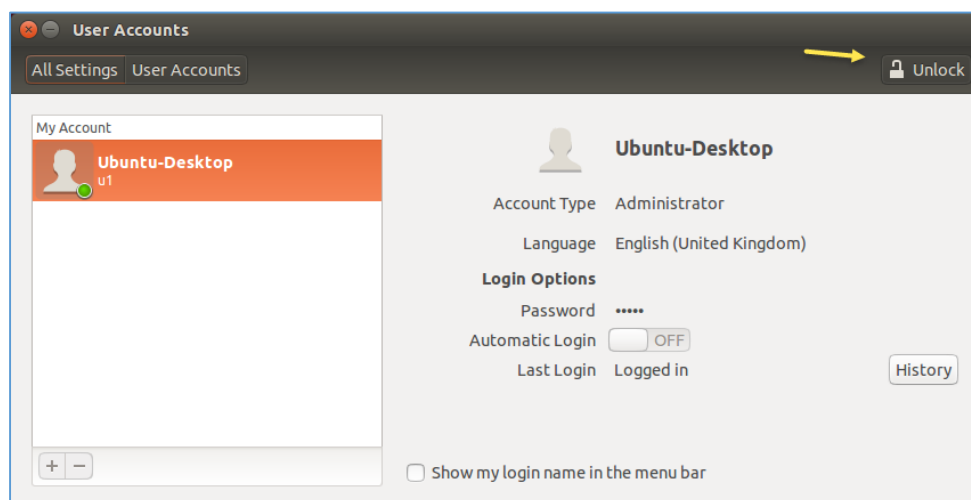 User Accounts
All Settings User Accounts
Unlock
My Account
Ubuntu-Desktop
u1
Ubuntu-Desktop
Account Type Administrator
Language English (United Kingdom)
Login Options
Password •••••
Automatic Login OFF
Last Login Logged in
History
+ −
Show my login name in the menu bar